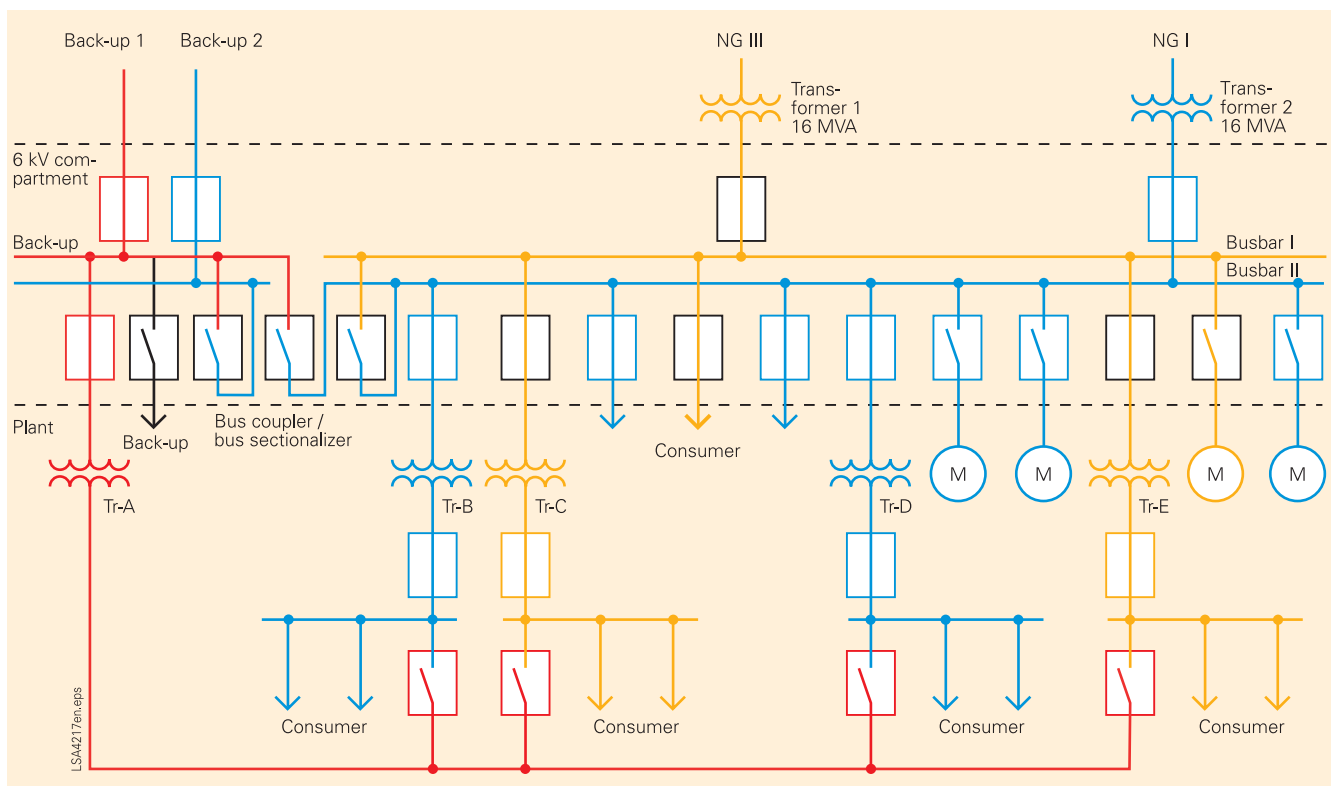 Back-up 1
Back-up 2
NG III
NG I
Trans-
former 1
16 MVA
Trans-
former 2
16 MVA
6 kV com-
partment
Back-up
Busbar I
Busbar II
Plant
Back-up
Bus coupler /
bus sectionalizer
Consumer
M
M
M
M
Tr-A
Tr-B
Tr-C
Tr-D
Tr-E
Consumer
Consumer
Consumer
Consumer
LSA4217en.eps